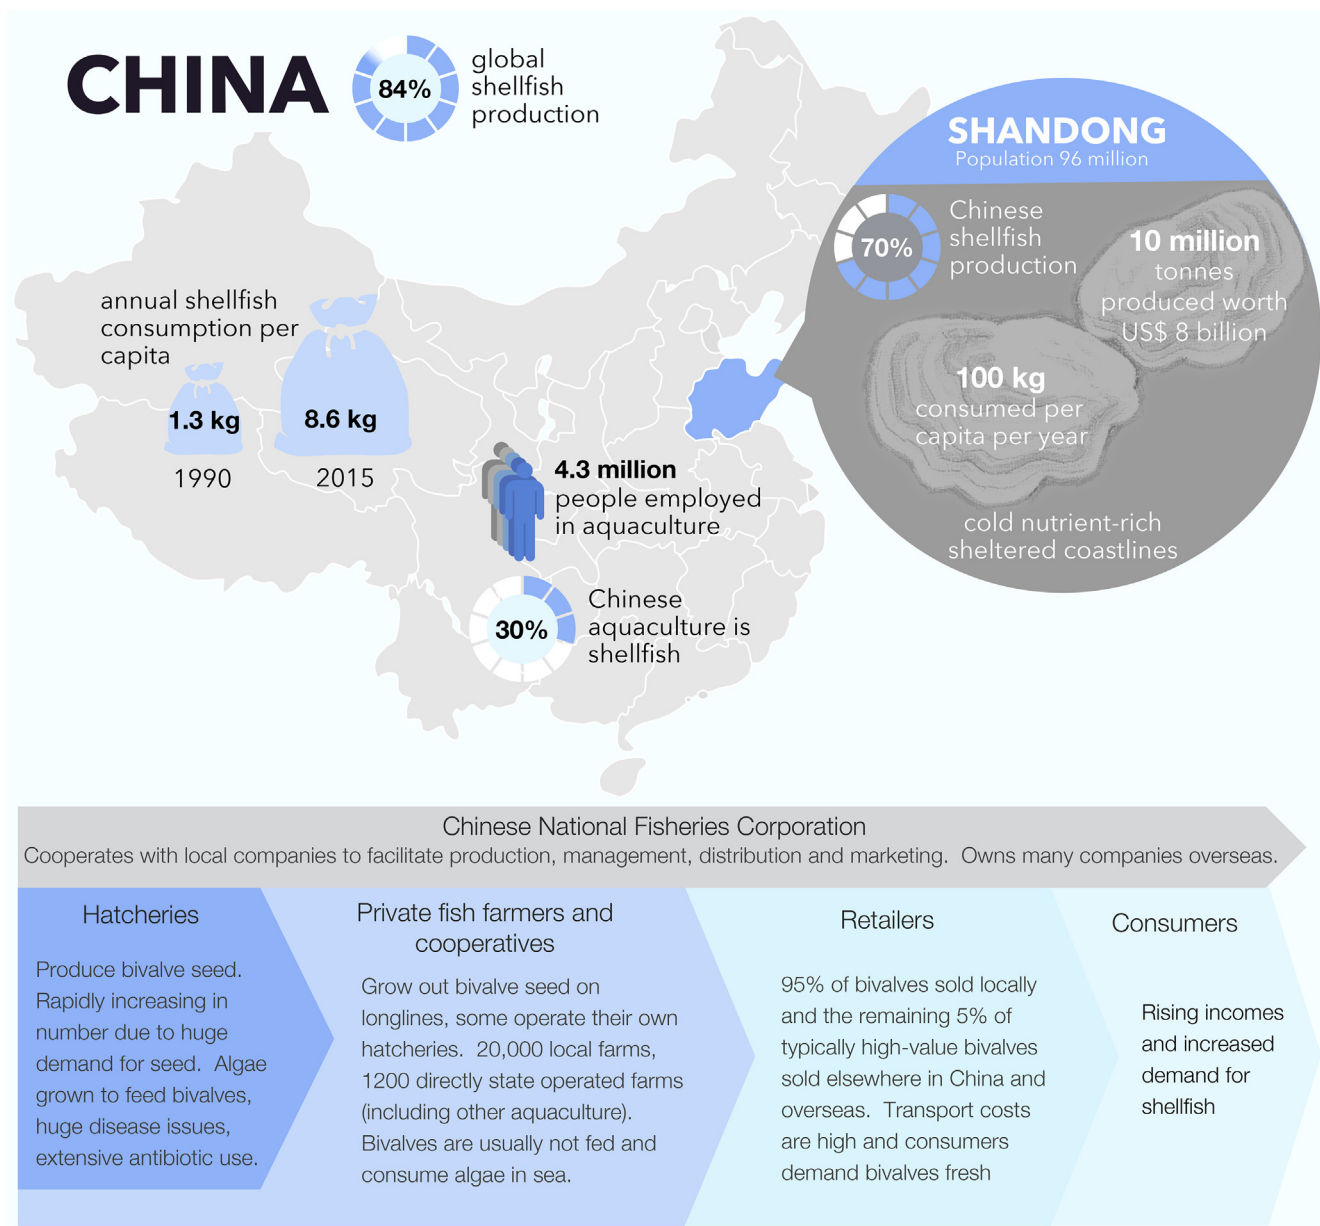 CHINA
84%
global
shellfish
production
SHANDONG
Population 96 million
70%
Chinese
shellfish
production
10 million
tonnes
produced worth
US$ 8 billion
100 kg
consumed per
capita per year
cold nutrient-rich
sheltered coastlines
annual shellfish
consumption per
capita
1.3 kg
8.6 kg
1990
2015
4.3 million
people employed
in aquaculture
30%
Chinese
aquaculture is
shellfish
Chinese National Fisheries Corporation
Cooperates with local companies to facilitate production, management, distribution and marketing. Owns many companies overseas.
Hatcheries
Produce bivalve seed.
Rapidly increasing in
number due to huge
demand for seed. Algae
grown to feed bivalves,
huge disease issues,
extensive antibiotic use.
Private fish farmers and
cooperatives
Grow out bivalve seed on
longlines, some operate their own
hatcheries. 20,000 local farms,
1200 directly state operated farms
(including other aquaculture).
Bivalves are usually not fed and
consume algae in sea.
Retailers
95% of bivalves sold locally
and the remaining 5% of
typically high-value bivalves
sold elsewhere in China and
overseas. Transport costs
are high and consumers
demand bivalves fresh
Consumers
Rising incomes
and increased
demand for
shellfish